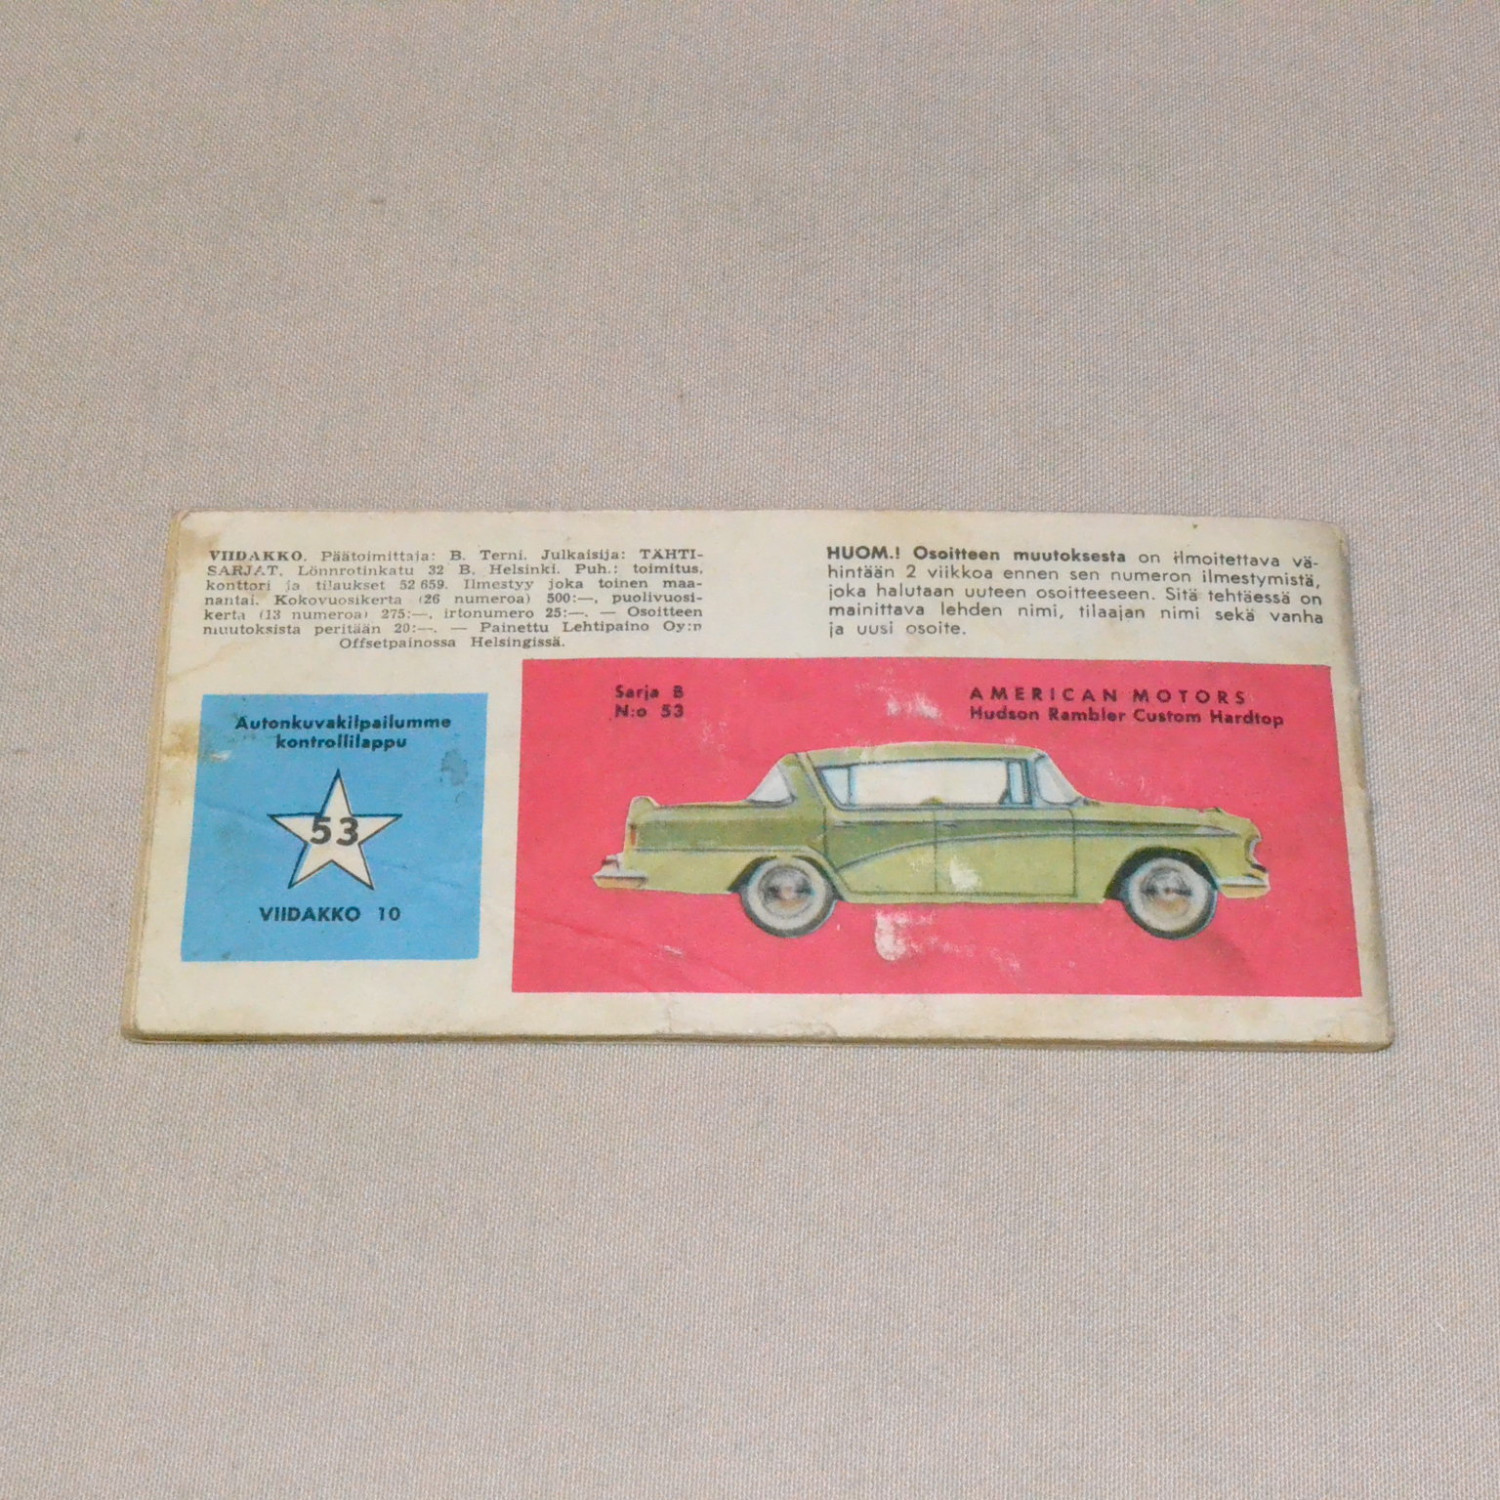 VIIDAKKO. Päätoimittaja: B. Terni. Julkaisija: TÄHTI-
SARJAT, Lönnrotinkatu 32 B, Helsinki. Puh.: toimitus,
konttori ja tilaukset 52 659. Ilmestyy joka toinen maa-
nantai. Kokovuosikerta (26 numeroa) 500:—, puolivuosi-
kerta (13 numeroa) 275:—, irtonumero 25:—. — Osoitteen
muutoksista peritään 20:—. — Painettu Lehtipaino Oy:n
Offsetpainossa Helsingissä.
HUOM.! Osoitteen muutoksesta on ilmoitettava vä-
hintään 2 viikkoa ennen sen numeron ilmestymistä,
joka halutaan uuteen osoitteeseen. Sitä tehtäessä on
mainittava lehden nimi, tilaajan nimi sekä vanha
ja uusi osoite.
Autonkuvakilpailumme
kontrollilappu
53
VIIDAKKO 10
Sarja B
N:o 53
AMERICAN MOTORS
Hudson Rambler Custom Hardtop